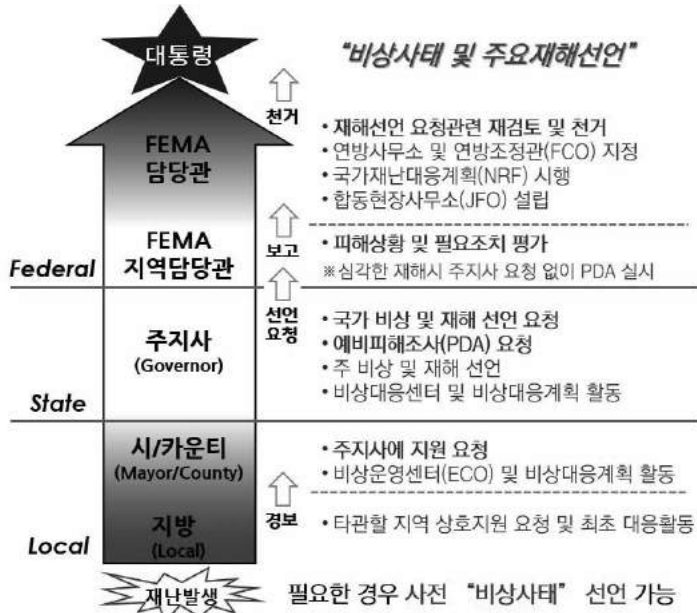 대통령
"비상사태 및 주요재해선언"
천거
FEMA
담당관
• 재해선언 요청관련 재검토 및 천거
• 연방사무소 및 연방조정관(FCO) 지정
• 국가재난대응계획(NRF) 시행
• 합동현장사무소(JFO) 설립
보고
Federal
FEMA
지역담당관
• 피해상황 및 필요조치 평가
※심각한 재해시 주지사 요청 없이 PDA 실시
선언
요청
State
주지사
(Governor)
• 국가 비상 및 재해 선언 요청
• 예비피해조사(PDA) 요청
• 주 비상 및 재해 선언
• 비상대응센터 및 비상대응계획 활동
시/카운티
(Mayor/County)
• 주지사에 지원 요청
• 비상운영센터(ECO) 및 비상대응계획 활동
경보
Local
지방
(Local)
• 타관할 지역 상호지원 요청 및 최초 대응활동
재난발생
필요한 경우 사전 "비상사태" 선언 가능